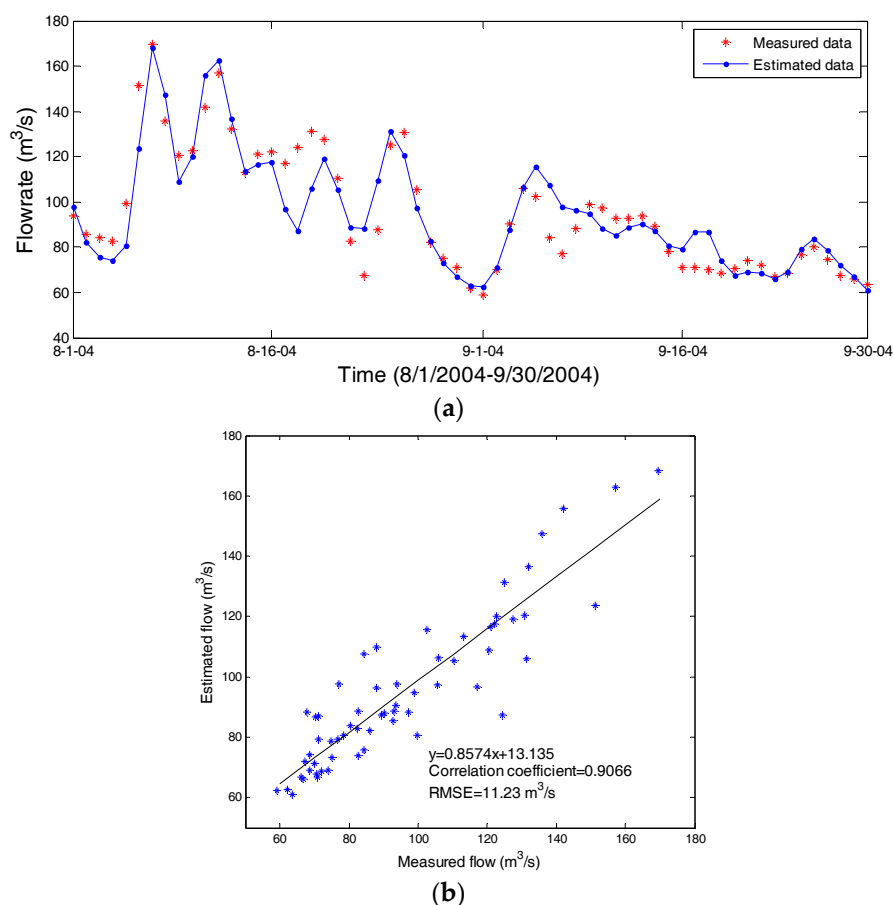 180
160
140
120
100
80
60
40
Flowrate (m³/s)
Measured data
Estimated data
8-1-04 8-16-04 9-1-04 9-16-04 9-30-04
Time (8/1/2004-9/30/2004)
(a)
180
160
140
120
100
80
60
Estimated flow (m³/s)
y=0.8574x+13.135
Correlation coefficient=0.9066
RMSE=11.23 m³/s
60 80 100 120 140 160 180
Measured flow (m³/s)
(b)